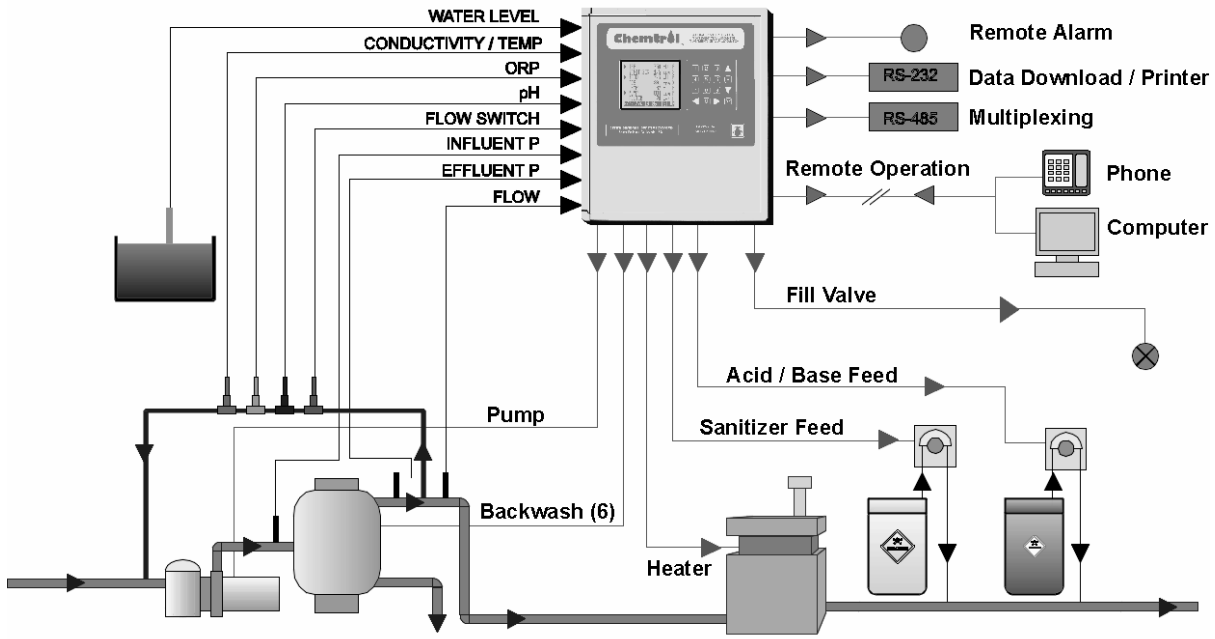 WATER LEVEL
CONDUCTIVITY / TEMP
ORP
pH
FLOW SWITCH
INFLUENT P
EFFLUENT P
FLOW
Chemtrol
Remote Alarm
RS-232 Data Download / Printer
RS-485 Multiplexing
Remote Operation
Phone
Computer
Fill Valve
Acid / Base Feed
Pump
Sanitizer Feed
Backwash (6)
Heater